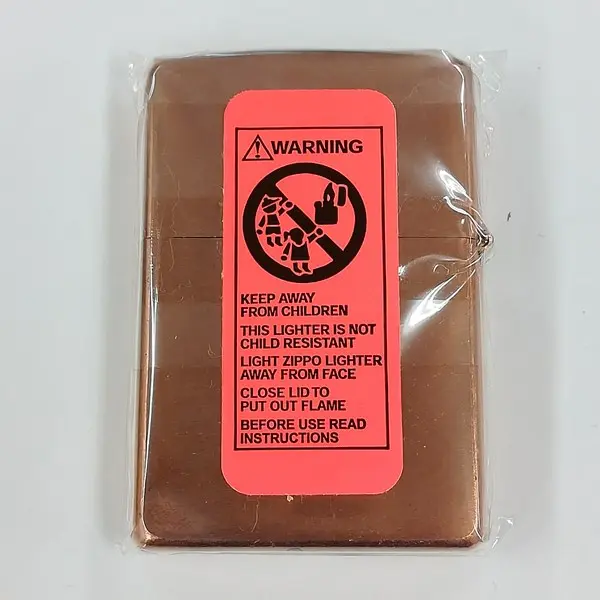 WARNING
KEEP AWAY
FROM CHILDREN
THIS LIGHTER IS NOT
CHILD RESISTANT
LIGHT ZIPPO LIGHTER
AWAY FROM FACE
CLOSE LID TO
PUT OUT FLAME
BEFORE USE READ
INSTRUCTIONS